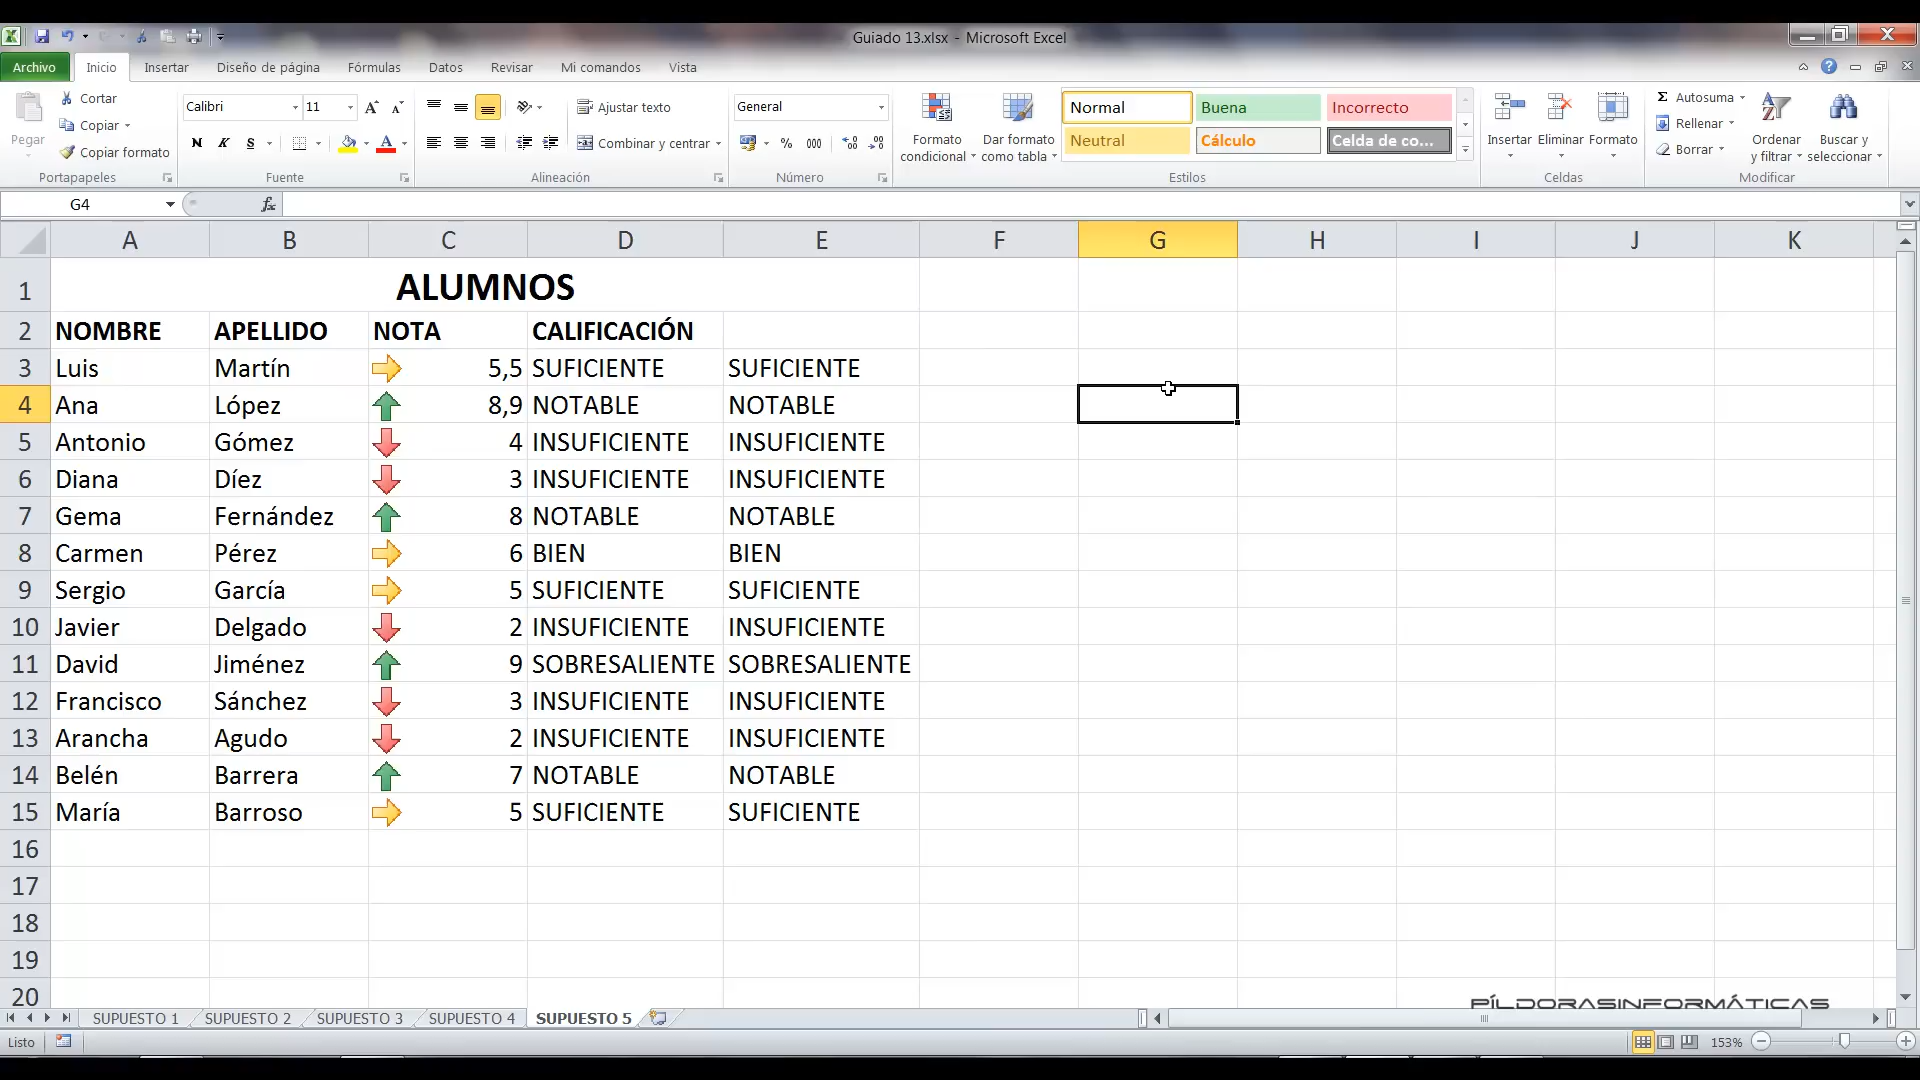 Guiado 13.xlsx - Microsoft Excel
Archivo Inicio Insertar Diseño de página Fórmulas Datos Revisar Mi comandos Vista
Pegar
Cortar
Copiar
Copiar formato
Portapapeles
Calibri 11
N K S A
Fuente
Ajustar texto
Combinar y centrar
Alineación
General
% 000
Número
Formato condicional
Dar formato como tabla
Normal Buena Incorrecto
Neutral Cálculo Celda de co...
Estilos
Insertar Eliminar Formato
Celdas
Σ Autosuma
Rellenar
Borrar
Ordenar y filtrar
Buscar y seleccionar
Modificar
G4 fx
A B C D E F G H I J K
1 ALUMNOS
2 NOMBRE APELLIDO NOTA CALIFICACIÓN
3 Luis Martín 5,5 SUFICIENTE SUFICIENTE
4 Ana López 8,9 NOTABLE NOTABLE
5 Antonio Gómez 4 INSUFICIENTE INSUFICIENTE
6 Diana Díez 3 INSUFICIENTE INSUFICIENTE
7 Gema Fernández 8 NOTABLE NOTABLE
8 Carmen Pérez 6 BIEN BIEN
9 Sergio García 5 SUFICIENTE SUFICIENTE
10 Javier Delgado 2 INSUFICIENTE INSUFICIENTE
11 David Jiménez 9 SOBRESALIENTE SOBRESALIENTE
12 Francisco Sánchez 3 INSUFICIENTE INSUFICIENTE
13 Arancha Agudo 2 INSUFICIENTE INSUFICIENTE
14 Belén Barrera 7 NOTABLE NOTABLE
15 María Barroso 5 SUFICIENTE SUFICIENTE
16
17
18
19
20
PÍLDORASINFORMÁTICAS
SUPUESTO 1 SUPUESTO 2 SUPUESTO 3 SUPUESTO 4 SUPUESTO 5
Listo 153%